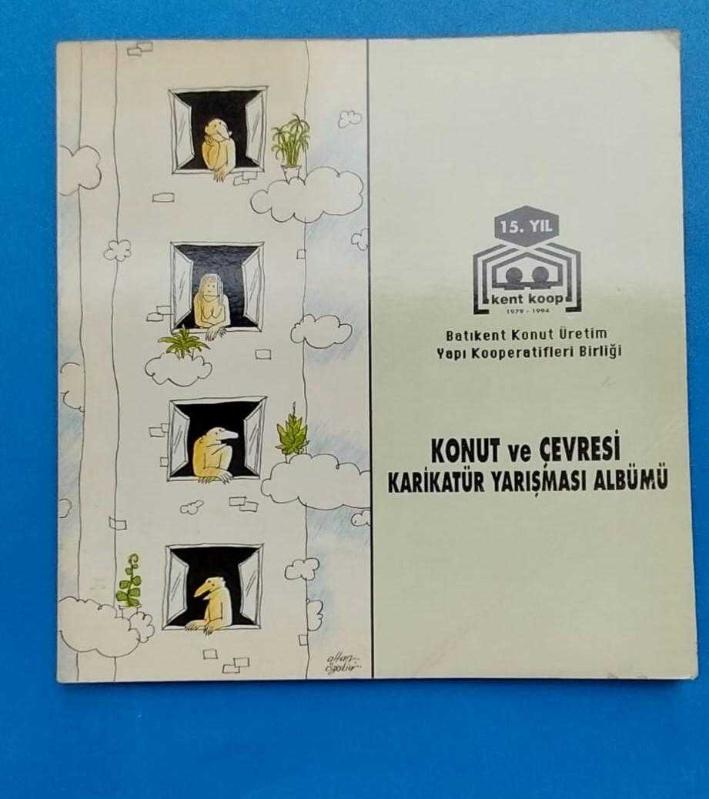 15. YIL
kent koop
1979 - 1994
Batıkent Konut Üretim
Yapı Kooperatifleri Birliği
KONUT ve ÇEVRESİ
KARİKATÜR YARIŞMASI ALBÜMÜ